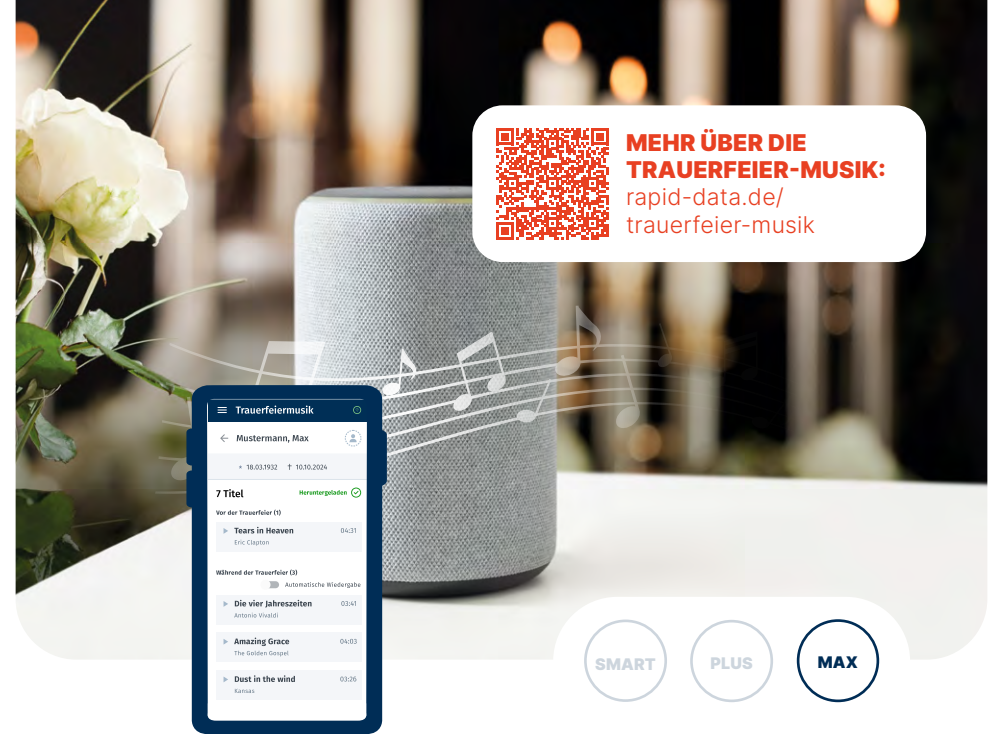 MEHR ÜBER DIE
TRAUERFEIER-MUSIK:
rapid-data.de/
trauerfeier-musik
Trauerfeiermusik
Mustermann, Max
* 18.03.1932 † 10.10.2024
7 Titel Heruntergeladen
Vor der Trauerfeier (1)
Tears in Heaven 04:31
Eric Clapton
Während der Trauerfeier (3)
Automatische Wiedergabe
Die vier Jahreszeiten 03:41
Antonio Vivaldi
Amazing Grace 04:03
The Golden Gospel
Dust in the wind 03:26
Kansas
SMART PLUS MAX